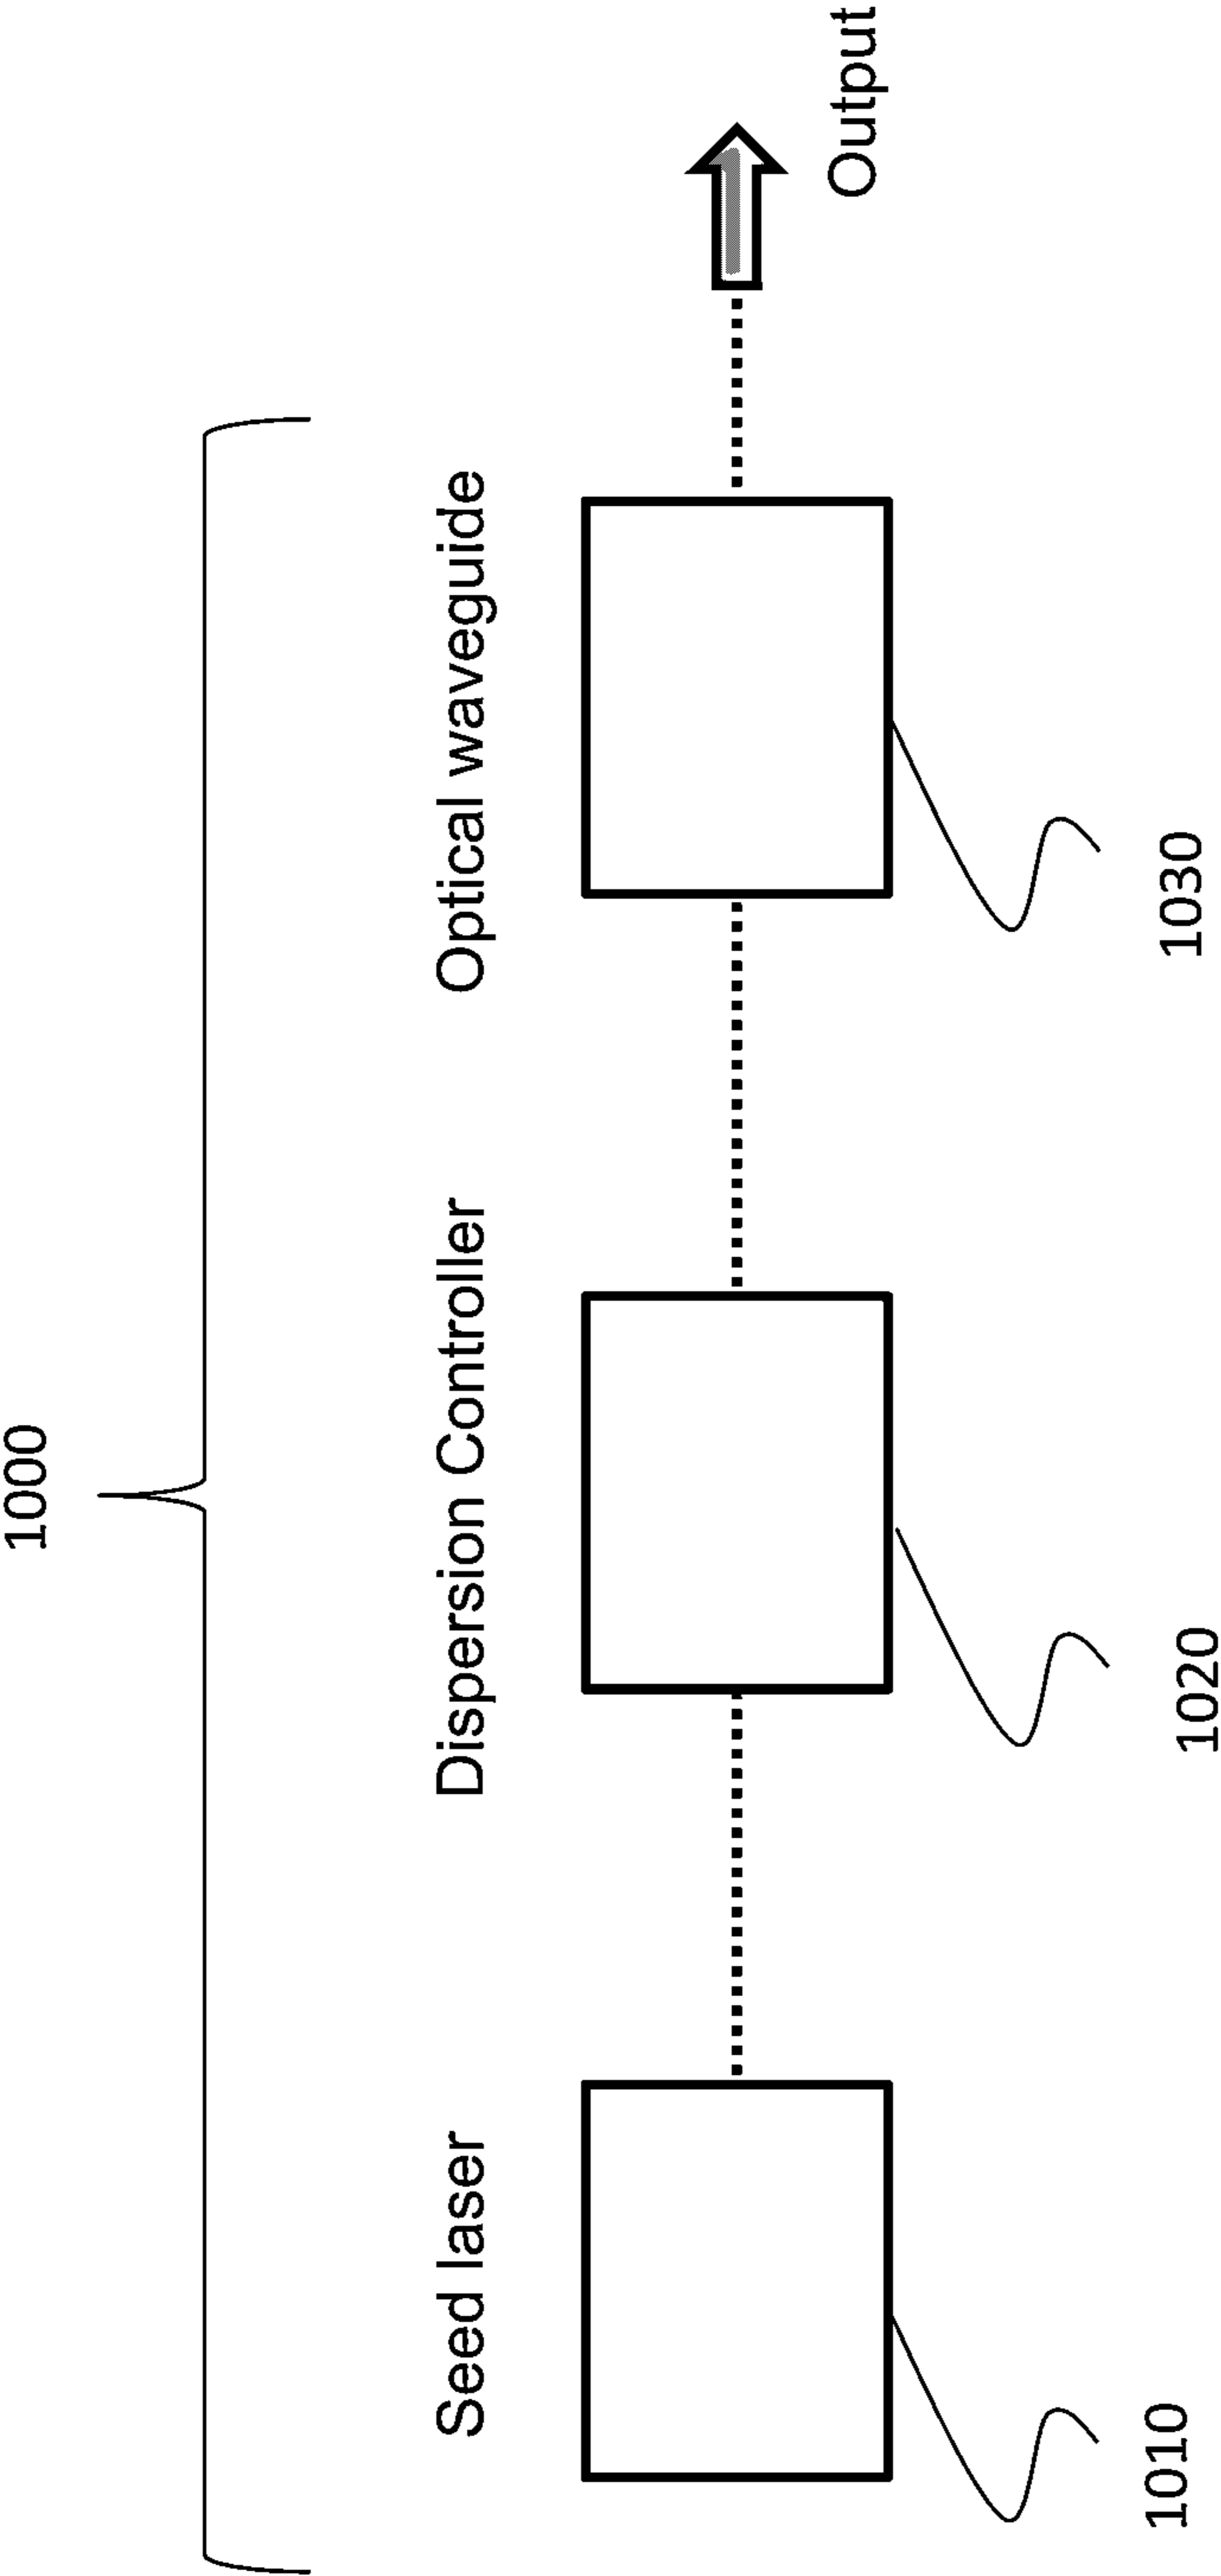 1000
Seed laser
Dispersion Controller
Optical waveguide
Output
1010
1020
1030